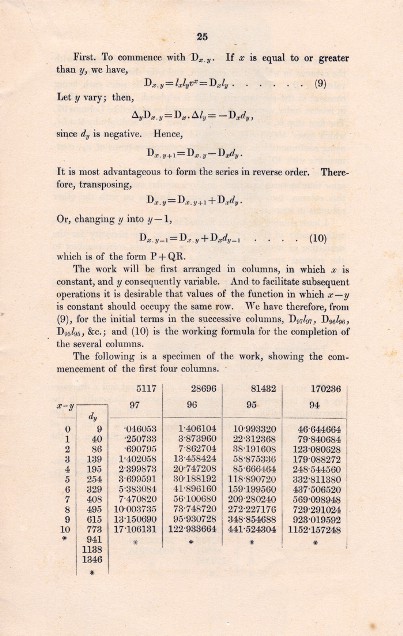 25
First. To commence with Dₓ.ᵧ. If x is equal to or greater
than y, we have,
Dₓ.ᵧ=lₓlᵧvˣ=Dₓlᵧ . . . . . . (9)
Let y vary; then,
ΔᵧDₓ.ᵧ=Dₓ.Δlᵧ=−Dₓdᵧ,
since dᵧ is negative. Hence,
Dₓ.ᵧ₊₁=Dₓ.ᵧ−Dₓdᵧ.
It is most advantageous to form the series in reverse order. There-
fore, transposing,
Dₓ.ᵧ=Dₓ.ᵧ₊₁+Dₓdᵧ.
Or, changing y into y−1,
Dₓ.ᵧ₋₁=Dₓ.ᵧ+Dₓdᵧ₋₁ . . . . (10)
which is of the form P+QR.
The work will be first arranged in columns, in which x is
constant, and y consequently variable. And to facilitate subsequent
operations it is desirable that values of the function in which x−y
is constant should occupy the same row. We have therefore, from
(9), for the initial terms in the successive columns, D₉₇l₉₇, D₉₆l₉₆,
D₉₅l₉₅, &c.; and (10) is the working formula for the completion of
the several columns.
The following is a specimen of the work, showing the com-
mencement of the first four columns.
5117 28696 81432 170236
x−y 97 96 95 94
dᵧ
0 9 ·046053 1·406104 10·993320 46·644664
1 40 ·250733 3·873960 22·312368 79·840684
2 86 ·690795 7·862704 38·191608 123·080628
3 139 1·402058 13·458424 58·875336 179·088272
4 195 2·399873 20·747208 85·666464 248·544560
5 254 3·699591 30·188192 118·890720 332·811380
6 329 5·383084 41·896160 159·199560 437·506520
7 408 7·470820 56·100680 209·280240 569·098948
8 495 10·003735 73·748720 272·227176 729·291024
9 615 13·150690 95·930728 348·854688 923·019592
10 773 17·106131 122·933664 441·524304 1152·157248
* 941 * * * *
1138
1346
*